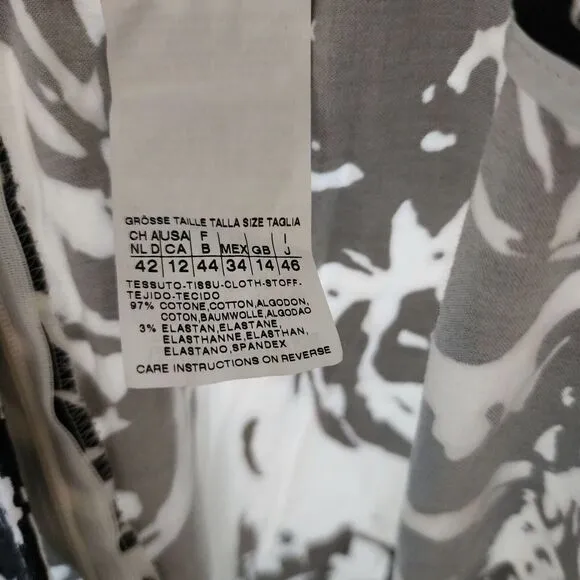 GRÖSSE TAILLE TALLA SIZE TAGLIA
CH A USA F I
NL D CA B MEX GB J
42 12 44 34 14 46
TESSUTO-TISSU-CLOTH-STOFF-
TEJIDO-TECIDO
97% COTONE,COTTON,ALGODON,
COTON,BAUMWOLLE,ALGODAO
3% ELASTAN,ELASTANE,
ELASTHANNE,ELASTHAN,
ELASTANO,SPANDEX
CARE INSTRUCTIONS ON REVERSE